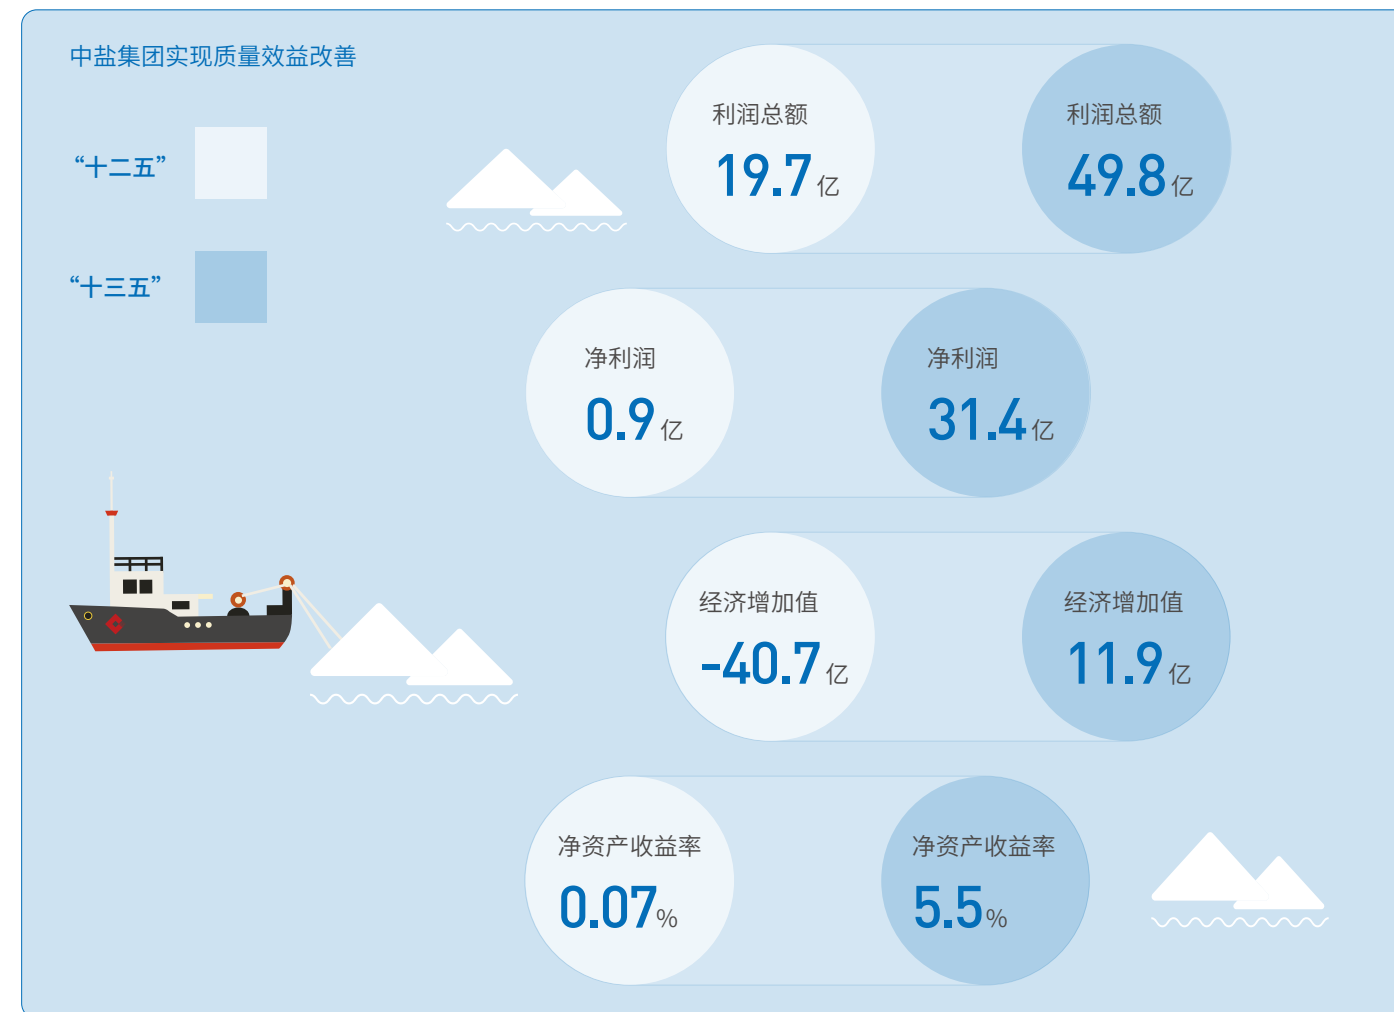 中盐集团实现质量效益改善
“十二五”
“十三五”
利润总额
19.7亿
利润总额
49.8亿
净利润
0.9亿
净利润
31.4亿
经济增加值
-40.7亿
经济增加值
11.9亿
净资产收益率
0.07%
净资产收益率
5.5%